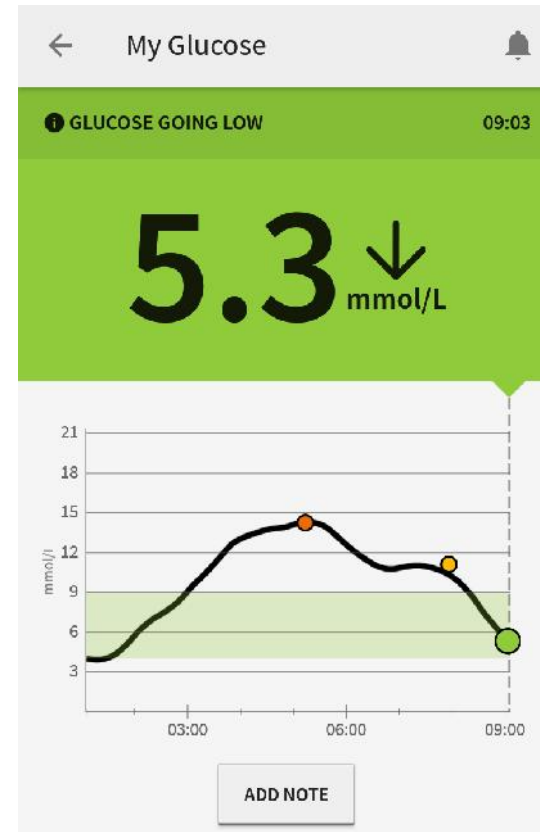 My Glucose
GLUCOSE GOING LOW 09:03
5.3 mmol/L
21
18
15
12
9
6
3
mmol/l
03:00 06:00 09:00
ADD NOTE